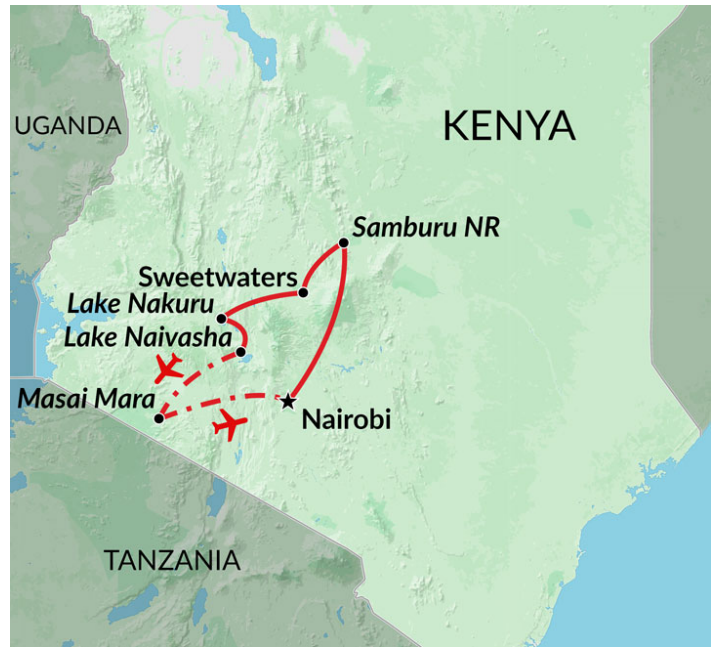 UGANDA
KENYA
Samburu NR
Sweetwaters
Lake Nakuru
Lake Naivasha
Masai Mara
Nairobi
TANZANIA